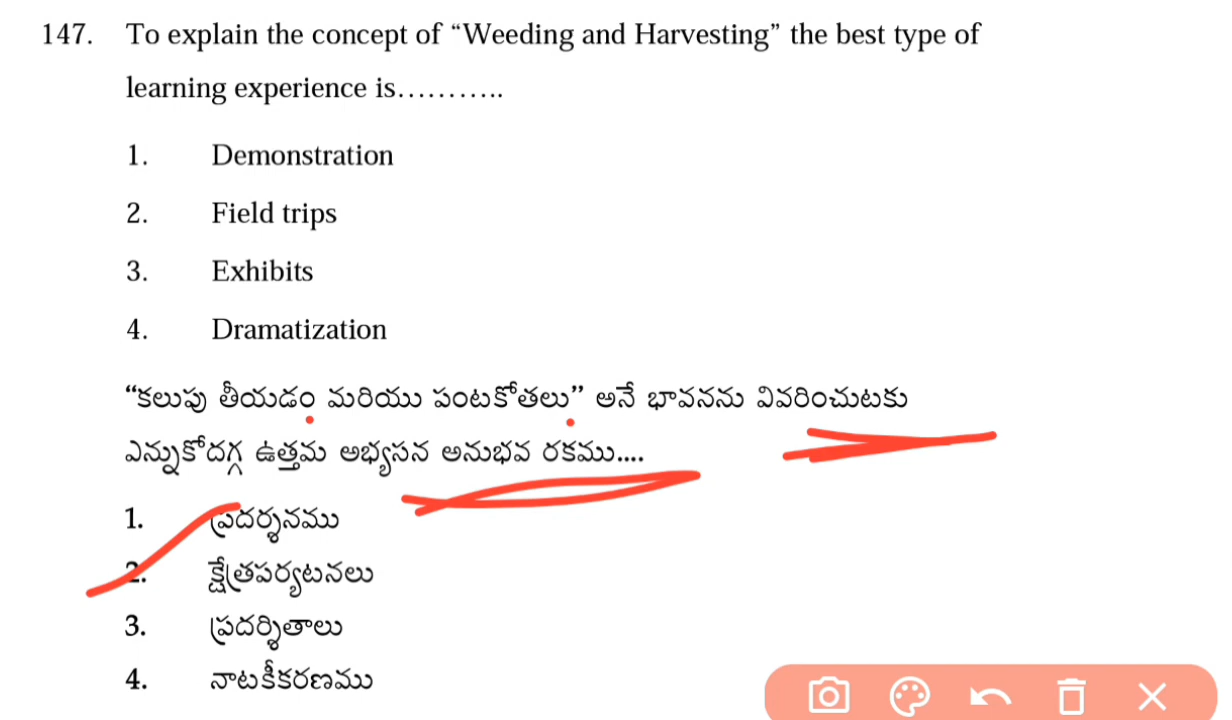 147. To explain the concept of “Weeding and Harvesting” the best type of
learning experience is………..
1. Demonstration
2. Field trips
3. Exhibits
4. Dramatization
“కలుపు తీయడం మరియు పంటకోతలు” అనే భావనను వివరించుటకు
ఎన్నుకోదగ్గ ఉత్తమ అభ్యసన అనుభవ రకము....
1. ప్రదర్శనము
2. క్షేత్రపర్యటనలు
3. ప్రదర్శితాలు
4. నాటకీకరణము